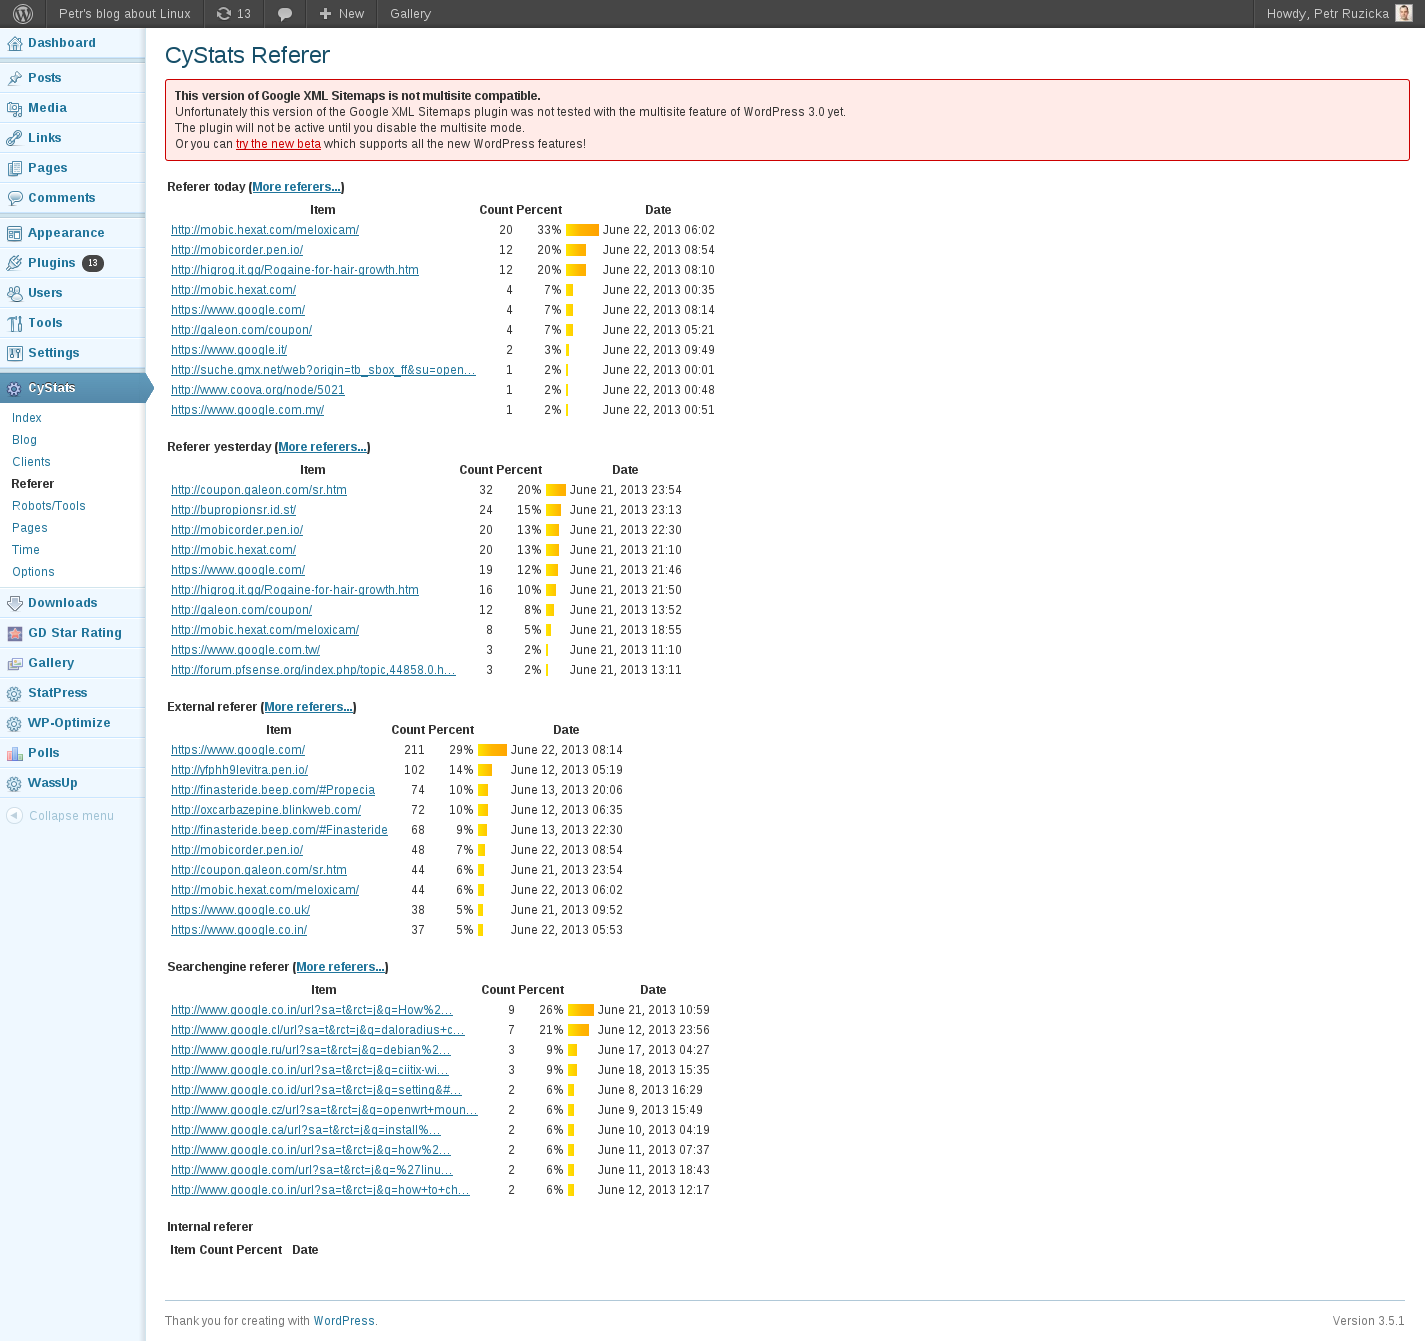 Petr's blog about Linux 13 New Gallery Howdy, Petr Ruzicka
Dashboard
Posts
Media
Links
Pages
Comments
Appearance
Plugins 13
Users
Tools
Settings
CyStats
Index
Blog
Clients
Referer
Robots/Tools
Pages
Time
Options
Downloads
GD Star Rating
Gallery
StatPress
WP-Optimize
Polls
WassUp
Collapse menu
CyStats Referer
This version of Google XML Sitemaps is not multisite compatible.
Unfortunately this version of the Google XML Sitemaps plugin was not tested with the multisite feature of WordPress 3.0 yet.
The plugin will not be active until you disable the multisite mode.
Or you can try the new beta which supports all the new WordPress features!
Referer today (More referers...)
Item Count Percent Date
http://mobic.hexat.com/meloxicam/ 20 33% June 22, 2013 06:02
http://mobicorder.pen.io/ 12 20% June 22, 2013 08:54
http://higrog.it.gg/Rogaine-for-hair-growth.htm 12 20% June 22, 2013 08:10
http://mobic.hexat.com/ 4 7% June 22, 2013 00:35
https://www.google.com/ 4 7% June 22, 2013 08:14
http://galeon.com/coupon/ 4 7% June 22, 2013 05:21
https://www.google.it/ 2 3% June 22, 2013 09:49
http://suche.gmx.net/web?origin=tb_sbox_ff&su=open... 1 2% June 22, 2013 00:01
http://www.coova.org/node/5021 1 2% June 22, 2013 00:48
https://www.google.com.my/ 1 2% June 22, 2013 00:51
Referer yesterday (More referers...)
Item Count Percent Date
http://coupon.galeon.com/sr.htm 32 20% June 21, 2013 23:54
http://bupropionsr.id.st/ 24 15% June 21, 2013 23:13
http://mobicorder.pen.io/ 20 13% June 21, 2013 22:30
http://mobic.hexat.com/ 20 13% June 21, 2013 21:10
https://www.google.com/ 19 12% June 21, 2013 21:46
http://higrog.it.gg/Rogaine-for-hair-growth.htm 16 10% June 21, 2013 21:50
http://galeon.com/coupon/ 12 8% June 21, 2013 13:52
http://mobic.hexat.com/meloxicam/ 8 5% June 21, 2013 18:55
https://www.google.com.tw/ 3 2% June 21, 2013 11:10
http://forum.pfsense.org/index.php/topic,44858.0.h... 3 2% June 21, 2013 13:11
External referer (More referers...)
Item Count Percent Date
https://www.google.com/ 211 29% June 22, 2013 08:14
http://yfphh9levitra.pen.io/ 102 14% June 12, 2013 05:19
http://finasteride.beep.com/#Propecia 74 10% June 13, 2013 20:06
http://oxcarbazepine.blinkweb.com/ 72 10% June 12, 2013 06:35
http://finasteride.beep.com/#Finasteride 68 9% June 13, 2013 22:30
http://mobicorder.pen.io/ 48 7% June 22, 2013 08:54
http://coupon.galeon.com/sr.htm 44 6% June 21, 2013 23:54
http://mobic.hexat.com/meloxicam/ 44 6% June 22, 2013 06:02
https://www.google.co.uk/ 38 5% June 21, 2013 09:52
https://www.google.co.in/ 37 5% June 22, 2013 05:53
Searchengine referer (More referers...)
Item Count Percent Date
http://www.google.co.in/url?sa=t&rct=j&q=How%2... 9 26% June 21, 2013 10:59
http://www.google.cl/url?sa=t&rct=j&q=daloradius+c... 7 21% June 12, 2013 23:56
http://www.google.ru/url?sa=t&rct=j&q=debian%2... 3 9% June 17, 2013 04:27
http://www.google.co.in/url?sa=t&rct=j&q=ciitix-wi... 3 9% June 18, 2013 15:35
http://www.google.co.id/url?sa=t&rct=j&q=setting&#... 2 6% June 8, 2013 16:29
http://www.google.cz/url?sa=t&rct=j&q=openwrt+moun... 2 6% June 9, 2013 15:49
http://www.google.ca/url?sa=t&rct=j&q=install%... 2 6% June 10, 2013 04:19
http://www.google.co.in/url?sa=t&rct=j&q=how%2... 2 6% June 11, 2013 07:37
http://www.google.com/url?sa=t&rct=j&q=%27linu... 2 6% June 11, 2013 18:43
http://www.google.co.in/url?sa=t&rct=j&q=how+to+ch... 2 6% June 12, 2013 12:17
Internal referer
Item Count Percent Date
Thank you for creating with WordPress. Version 3.5.1